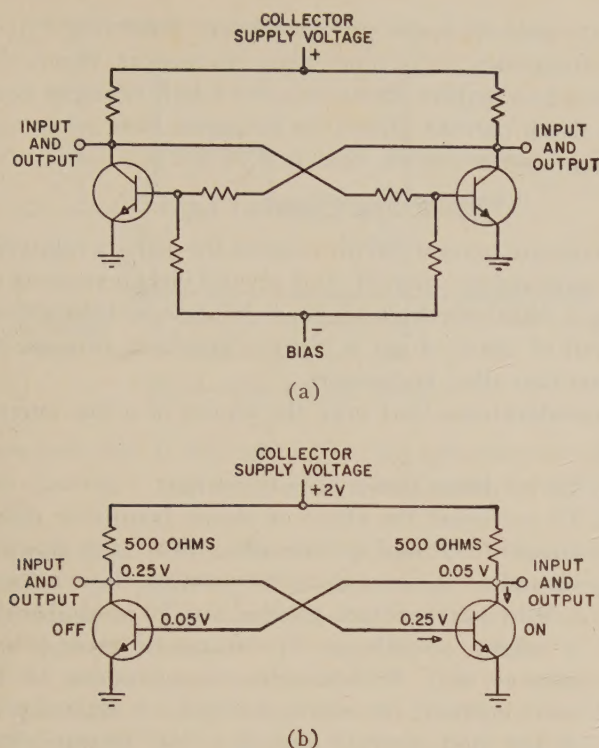 COLLECTOR
SUPPLY VOLTAGE
+
INPUT
AND
OUTPUT
INPUT
AND
OUTPUT
−
BIAS
(a)
COLLECTOR
SUPPLY VOLTAGE
+2V
500 OHMS
500 OHMS
INPUT
AND
OUTPUT
0.25 V
0.05 V
INPUT
AND
OUTPUT
OFF
0.05 V
0.25 V
ON
(b)